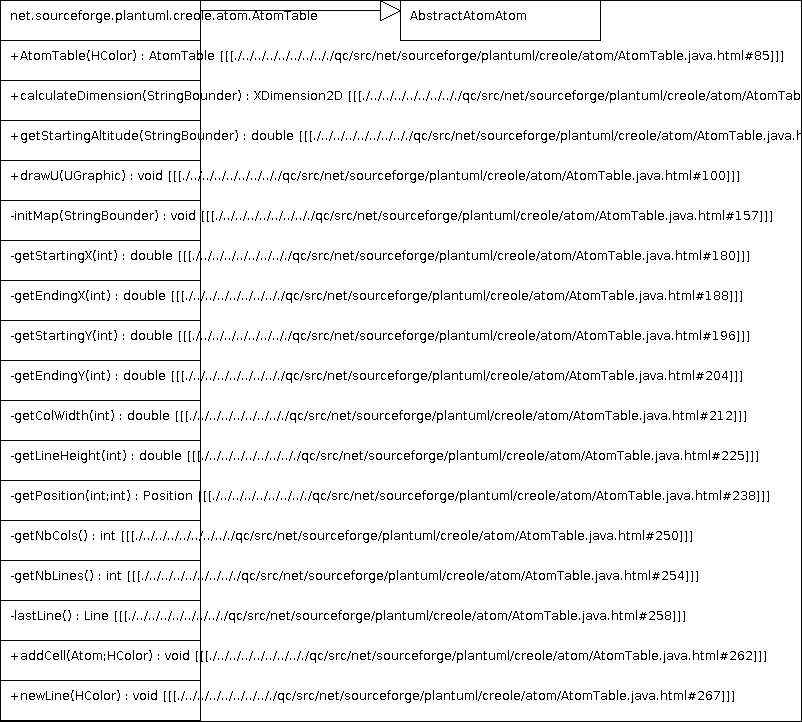 net.sourceforge.plantuml.creole.atom.AtomTable
AbstractAtomAtom
+AtomTable(HColor) : AtomTable [[[./../../../../../../../qc/src/net/sourceforge/plantuml/creole/atom/AtomTable.java.html#85]]]
+calculateDimension(StringBounder) : XDimension2D [[[./../../../../../../../qc/src/net/sourceforge/plantuml/creole/atom/AtomTab
+getStartingAltitude(StringBounder) : double [[[./../../../../../../../qc/src/net/sourceforge/plantuml/creole/atom/AtomTable.java.h
+drawU(UGraphic) : void [[[./../../../../../../../qc/src/net/sourceforge/plantuml/creole/atom/AtomTable.java.html#100]]]
-initMap(StringBounder) : void [[[./../../../../../../../qc/src/net/sourceforge/plantuml/creole/atom/AtomTable.java.html#157]]]
-getStartingX(int) : double [[[./../../../../../../../qc/src/net/sourceforge/plantuml/creole/atom/AtomTable.java.html#180]]]
-getEndingX(int) : double [[[./../../../../../../../qc/src/net/sourceforge/plantuml/creole/atom/AtomTable.java.html#188]]]
-getStartingY(int) : double [[[./../../../../../../../qc/src/net/sourceforge/plantuml/creole/atom/AtomTable.java.html#196]]]
-getEndingY(int) : double [[[./../../../../../../../qc/src/net/sourceforge/plantuml/creole/atom/AtomTable.java.html#204]]]
-getColWidth(int) : double [[[./../../../../../../../qc/src/net/sourceforge/plantuml/creole/atom/AtomTable.java.html#212]]]
-getLineHeight(int) : double [[[./../../../../../../../qc/src/net/sourceforge/plantuml/creole/atom/AtomTable.java.html#225]]]
-getPosition(int;int) : Position [[[./../../../../../../../qc/src/net/sourceforge/plantuml/creole/atom/AtomTable.java.html#238]]]
-getNbCols() : int [[[./../../../../../../../qc/src/net/sourceforge/plantuml/creole/atom/AtomTable.java.html#250]]]
-getNbLines() : int [[[./../../../../../../../qc/src/net/sourceforge/plantuml/creole/atom/AtomTable.java.html#254]]]
-lastLine() : Line [[[./../../../../../../../qc/src/net/sourceforge/plantuml/creole/atom/AtomTable.java.html#258]]]
+addCell(Atom;HColor) : void [[[./../../../../../../../qc/src/net/sourceforge/plantuml/creole/atom/AtomTable.java.html#262]]]
+newLine(HColor) : void [[[./../../../../../../../qc/src/net/sourceforge/plantuml/creole/atom/AtomTable.java.html#267]]]